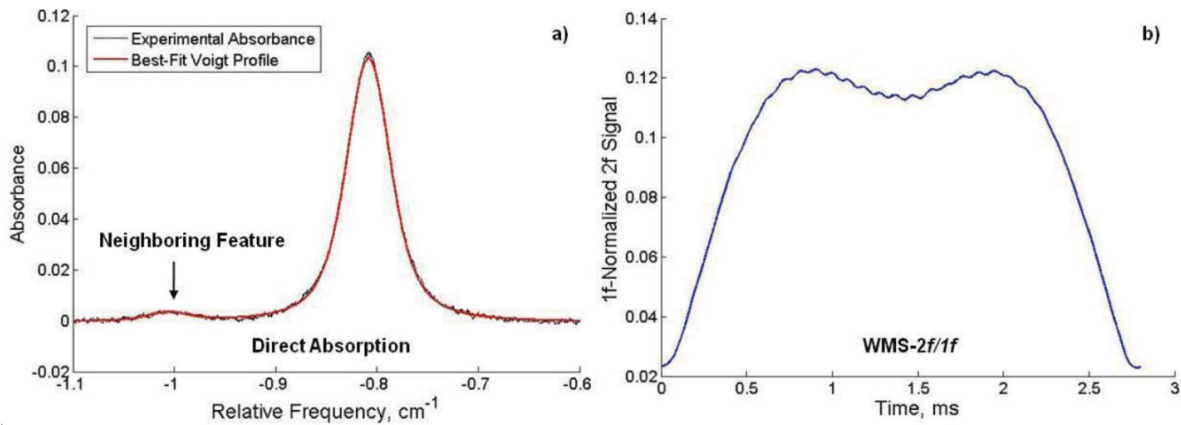 a)
Experimental Absorbance
Best-Fit Voigt Profile
Neighboring Feature
Direct Absorption
Absorbance
0.12
0.1
0.08
0.06
0.04
0.02
0
-0.02
-1.1
-1
-0.9
-0.8
-0.7
-0.6
Relative Frequency, cm-1
b)
WMS-2f/1f
1f-Normalized 2f Signal
0.14
0.12
0.1
0.08
0.06
0.04
0.02
0
0.5
1
1.5
2
2.5
3
Time, ms